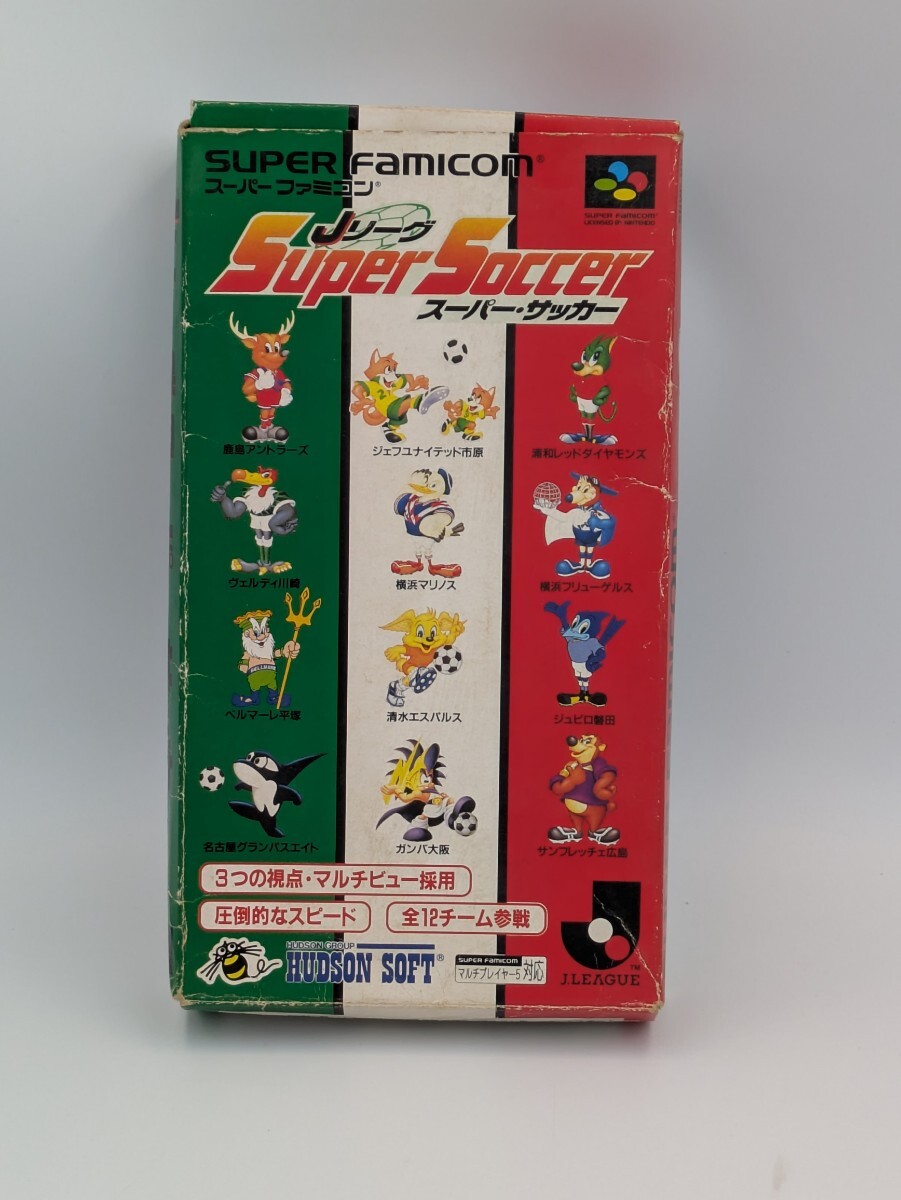 SUPER FAMICOM®
スーパーファミコン®
SUPER FAMICOM
LICENSED BY NINTENDO
Jリーグ
Super Soccer
スーパー・サッカー
鹿島アントラーズ
ジェフユナイテッド市原
浦和レッドダイヤモンズ
21
ヴェルディ川崎
横浜マリノス
横浜フリューゲルス
BELLMARE
ベルマーレ平塚
清水エスパルス
ジュビロ磐田
名古屋グランパスエイト
ガンバ大阪
サンフレッチェ広島
3つの視点・マルチビュー採用
圧倒的なスピード
全12チーム参戦
HUDSON GROUP
HUDSON SOFT®
SUPER FAMICOM
マルチプレイヤー5対応
J.LEAGUE™